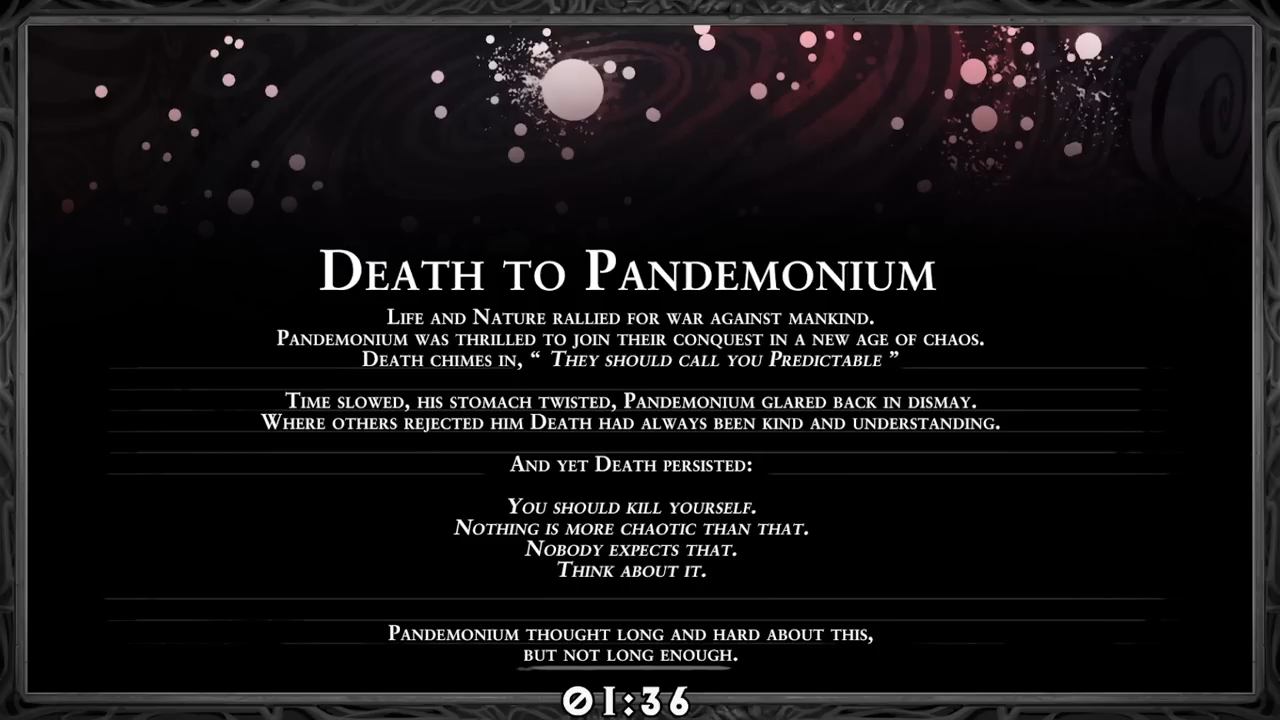 Death to Pandemonium
Life and Nature rallied for war against mankind.
Pandemonium was thrilled to join their conquest in a new age of chaos.
Death chimes in, “ They should call you Predictable ”
Time slowed, his stomach twisted, Pandemonium glared back in dismay.
Where others rejected him Death had always been kind and understanding.
And yet Death persisted:
You should kill yourself.
Nothing is more chaotic than that.
Nobody expects that.
Think about it.
Pandemonium thought long and hard about this,
but not long enough.
01:36